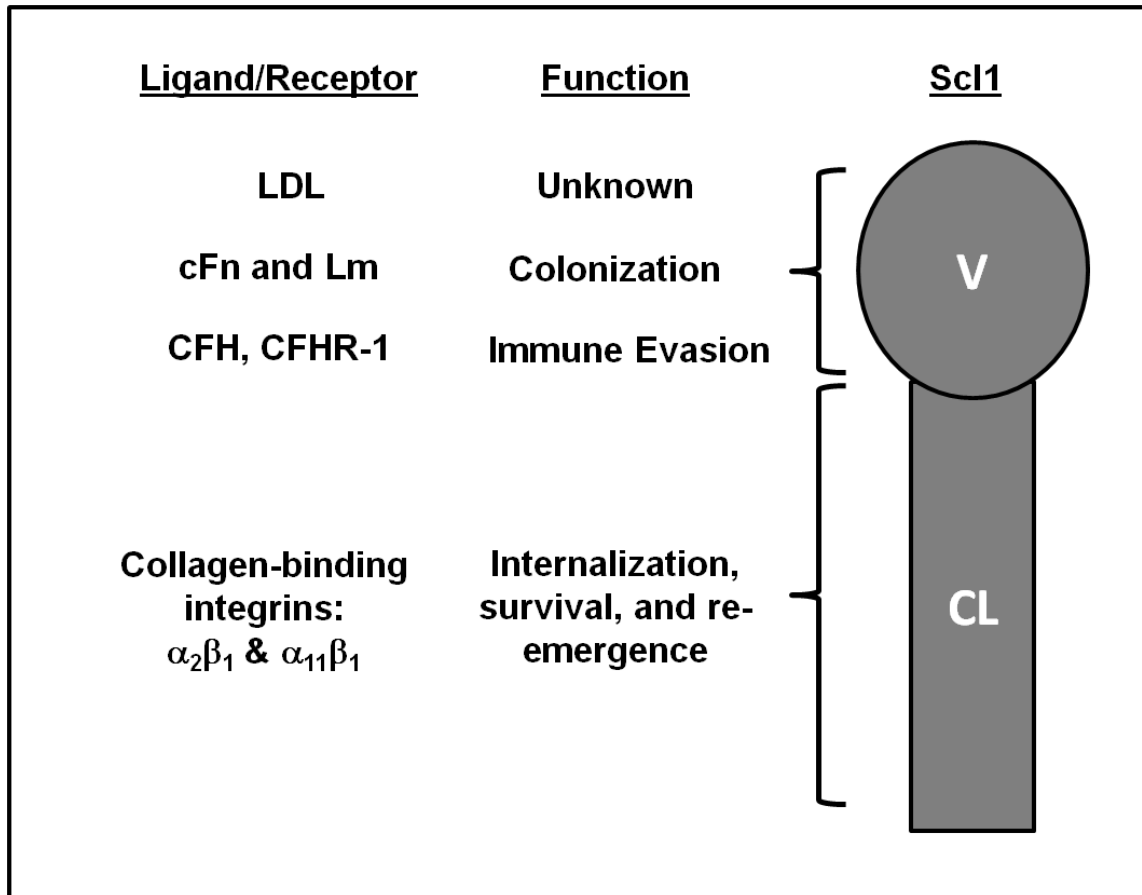 Ligand/Receptor Function Scl1
LDL Unknown
cFn and Lm Colonization
V
CFH, CFHR-1 Immune Evasion
Collagen-binding
integrins:
α₂β₁ & α₁₁β₁
Internalization,
survival, and re-
emergence
CL